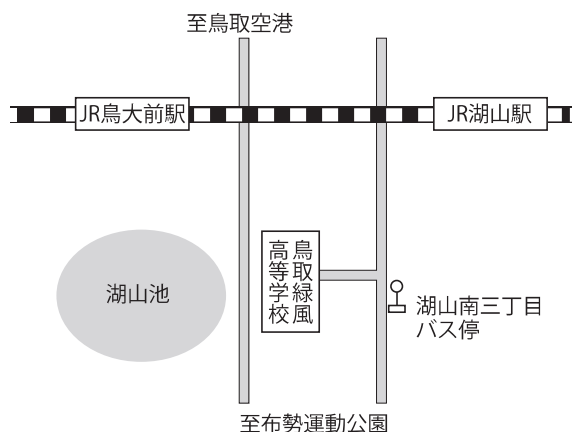 至鳥取空港
JR鳥大前駅
JR湖山駅
鳥取緑風
高等学校
湖山池
湖山南三丁目
バス停
至布勢運動公園